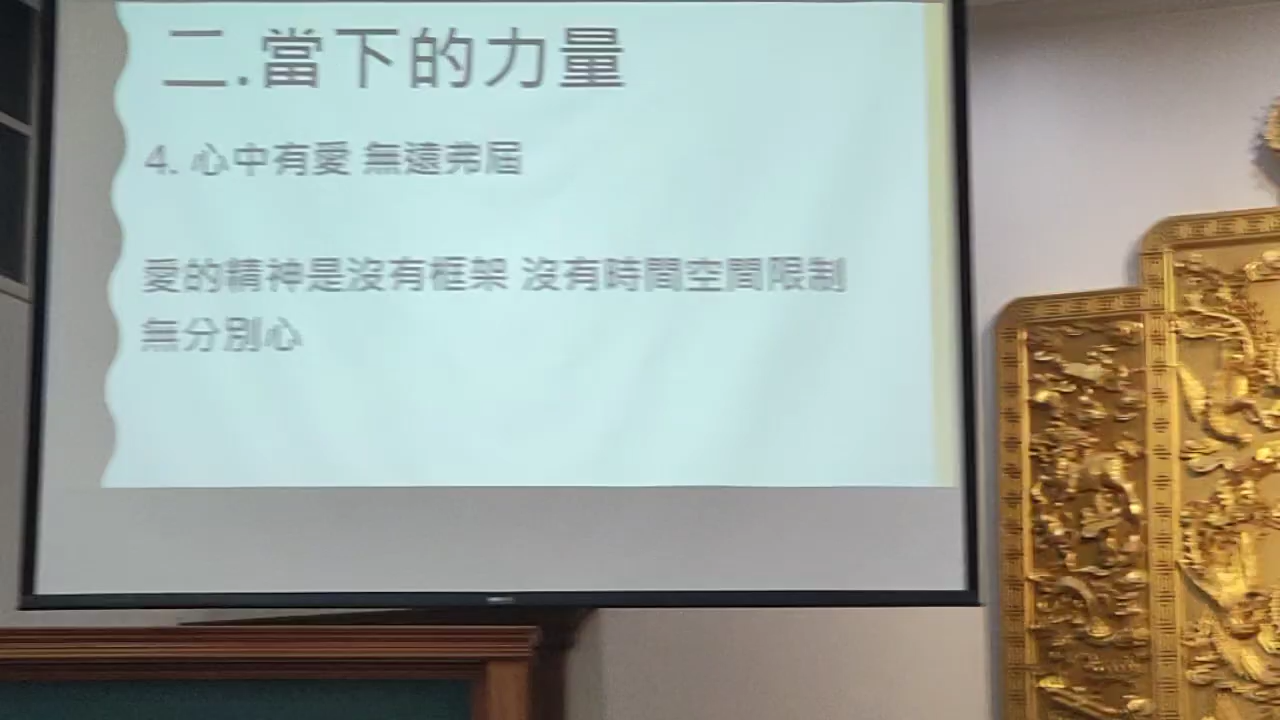 二.當下的力量
4. 心中有愛 無遠弗屆
愛的精神是沒有框架 沒有時間空間限制
無分別心